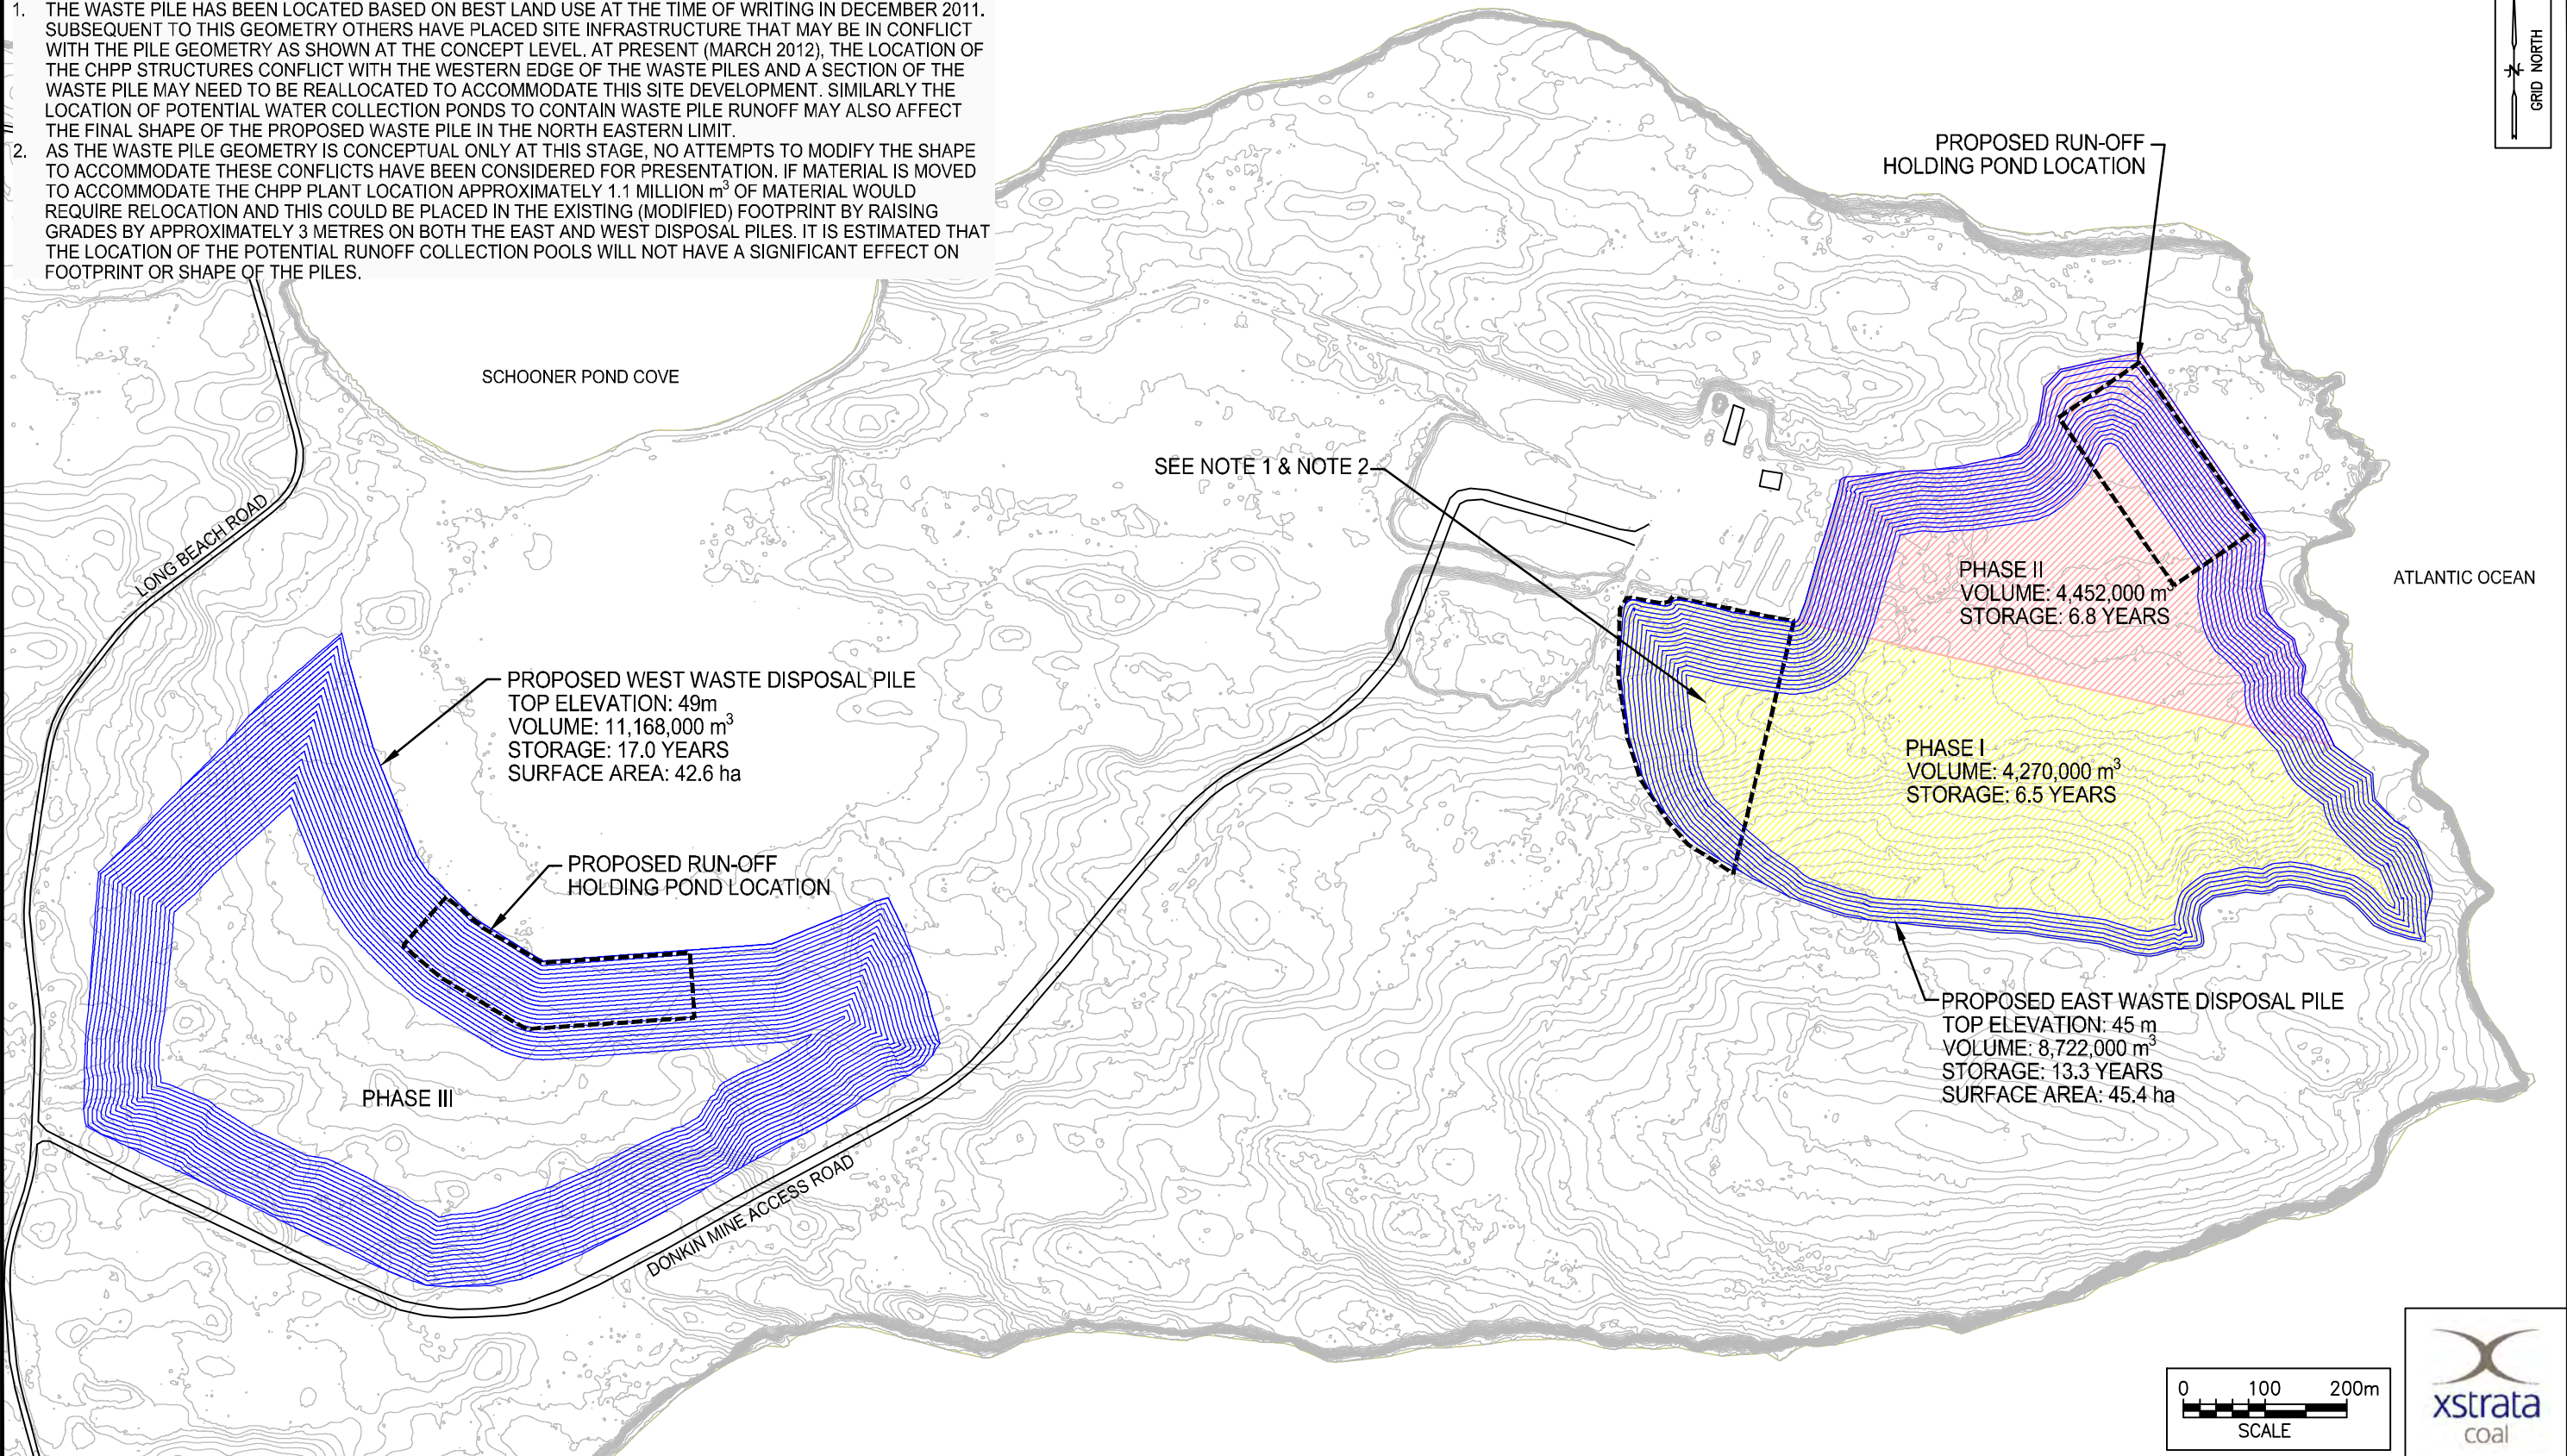 1. THE WASTE PILE HAS BEEN LOCATED BASED ON BEST LAND USE AT THE TIME OF WRITING IN DECEMBER 2011.
SUBSEQUENT TO THIS GEOMETRY OTHERS HAVE PLACED SITE INFRASTRUCTURE THAT MAY BE IN CONFLICT
WITH THE PILE GEOMETRY AS SHOWN AT THE CONCEPT LEVEL. AT PRESENT (MARCH 2012), THE LOCATION OF
THE CHPP STRUCTURES CONFLICT WITH THE WESTERN EDGE OF THE WASTE PILES AND A SECTION OF THE
WASTE PILE MAY NEED TO BE REALLOCATED TO ACCOMMODATE THIS SITE DEVELOPMENT. SIMILARLY THE
LOCATION OF POTENTIAL WATER COLLECTION PONDS TO CONTAIN WASTE PILE RUNOFF MAY ALSO AFFECT
THE FINAL SHAPE OF THE PROPOSED WASTE PILE IN THE NORTH EASTERN LIMIT.
2. AS THE WASTE PILE GEOMETRY IS CONCEPTUAL ONLY AT THIS STAGE, NO ATTEMPTS TO MODIFY THE SHAPE
TO ACCOMMODATE THESE CONFLICTS HAVE BEEN CONSIDERED FOR PRESENTATION. IF MATERIAL IS MOVED
TO ACCOMMODATE THE CHPP PLANT LOCATION APPROXIMATELY 1.1 MILLION m³ OF MATERIAL WOULD
REQUIRE RELOCATION AND THIS COULD BE PLACED IN THE EXISTING (MODIFIED) FOOTPRINT BY RAISING
GRADES BY APPROXIMATELY 3 METRES ON BOTH THE EAST AND WEST DISPOSAL PILES. IT IS ESTIMATED THAT
THE LOCATION OF THE POTENTIAL RUNOFF COLLECTION POOLS WILL NOT HAVE A SIGNIFICANT EFFECT ON
FOOTPRINT OR SHAPE OF THE PILES.
GRID NORTH
PROPOSED RUN-OFF
HOLDING POND LOCATION
SCHOONER POND COVE
SEE NOTE 1 & NOTE 2
LONG BEACH ROAD
PHASE II
VOLUME: 4,452,000 m³
STORAGE: 6.8 YEARS
ATLANTIC OCEAN
PROPOSED WEST WASTE DISPOSAL PILE
TOP ELEVATION: 49m
VOLUME: 11,168,000 m³
STORAGE: 17.0 YEARS
SURFACE AREA: 42.6 ha
PHASE I
VOLUME: 4,270,000 m³
STORAGE: 6.5 YEARS
PROPOSED RUN-OFF
HOLDING POND LOCATION
PROPOSED EAST WASTE DISPOSAL PILE
TOP ELEVATION: 45 m
VOLUME: 8,722,000 m³
STORAGE: 13.3 YEARS
SURFACE AREA: 45.4 ha
PHASE III
DONKIN MINE ACCESS ROAD
0 100 200m
SCALE
xstrata
coal